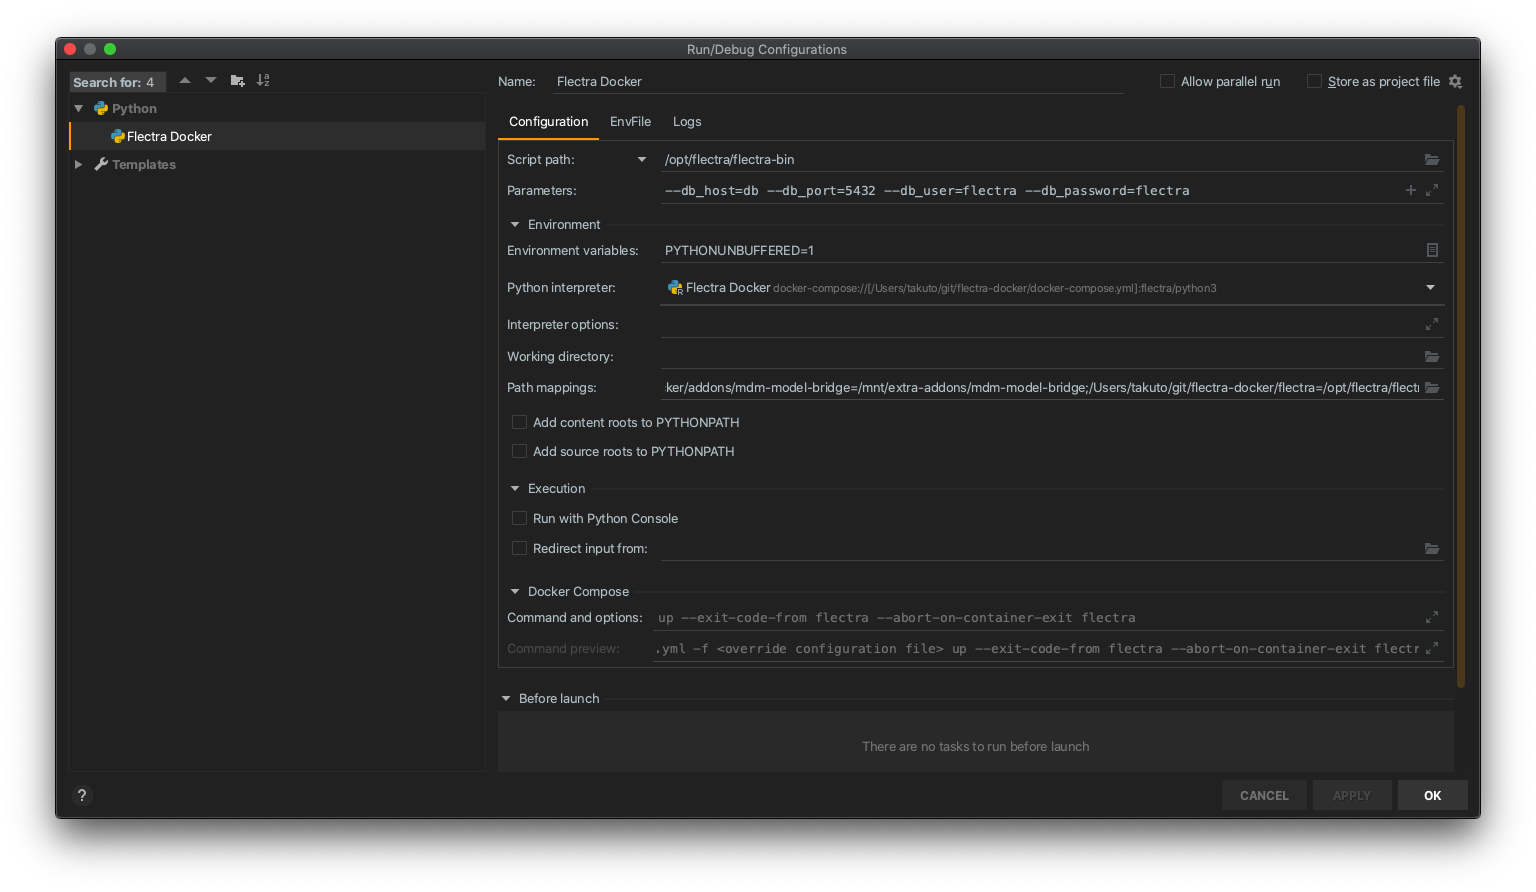 Run/Debug Configurations
Search for: 4
Python
Flectra Docker
Templates
Name: Flectra Docker
Allow parallel run
Store as project file
Configuration EnvFile Logs
Script path: /opt/flectra/flectra-bin
Parameters: --db_host=db --db_port=5432 --db_user=flectra --db_password=flectra
Environment
Environment variables: PYTHONUNBUFFERED=1
Python interpreter: Flectra Docker docker-compose://[/Users/takuto/git/flectra-docker/docker-compose.yml]:flectra/python3
Interpreter options:
Working directory:
Path mappings: ker/addons/mdm-model-bridge=/mnt/extra-addons/mdm-model-bridge;/Users/takuto/git/flectra-docker/flectra=/opt/flectra/flect
Add content roots to PYTHONPATH
Add source roots to PYTHONPATH
Execution
Run with Python Console
Redirect input from:
Docker Compose
Command and options: up --exit-code-from flectra --abort-on-container-exit flectra
Command preview: .yml -f <override configuration file> up --exit-code-from flectra --abort-on-container-exit flectr
Before launch
There are no tasks to run before launch
?
CANCEL APPLY OK